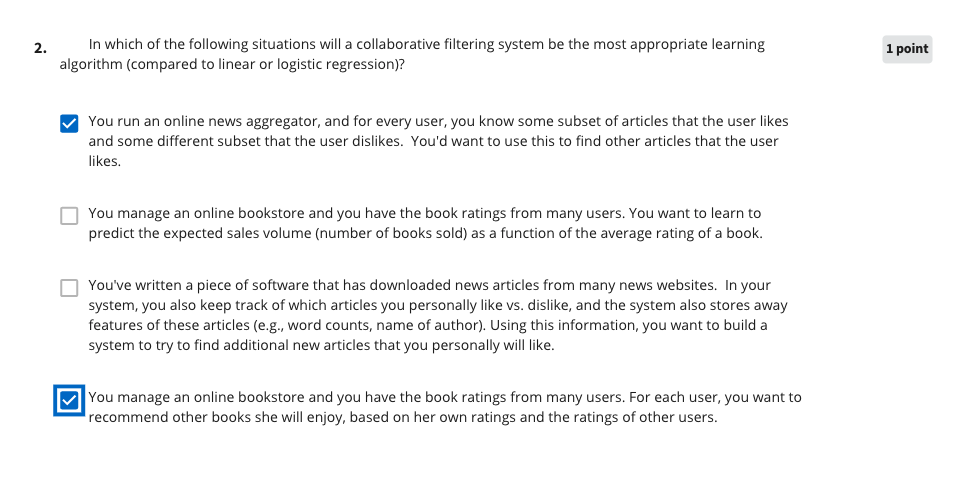 2. In which of the following situations will a collaborative filtering system be the most appropriate learning 1 point
algorithm (compared to linear or logistic regression)?
You run an online news aggregator, and for every user, you know some subset of articles that the user likes
and some different subset that the user dislikes. You'd want to use this to find other articles that the user
likes.
You manage an online bookstore and you have the book ratings from many users. You want to learn to
predict the expected sales volume (number of books sold) as a function of the average rating of a book.
You've written a piece of software that has downloaded news articles from many news websites. In your
system, you also keep track of which articles you personally like vs. dislike, and the system also stores away
features of these articles (e.g., word counts, name of author). Using this information, you want to build a
system to try to find additional new articles that you personally will like.
You manage an online bookstore and you have the book ratings from many users. For each user, you want to
recommend other books she will enjoy, based on her own ratings and the ratings of other users.